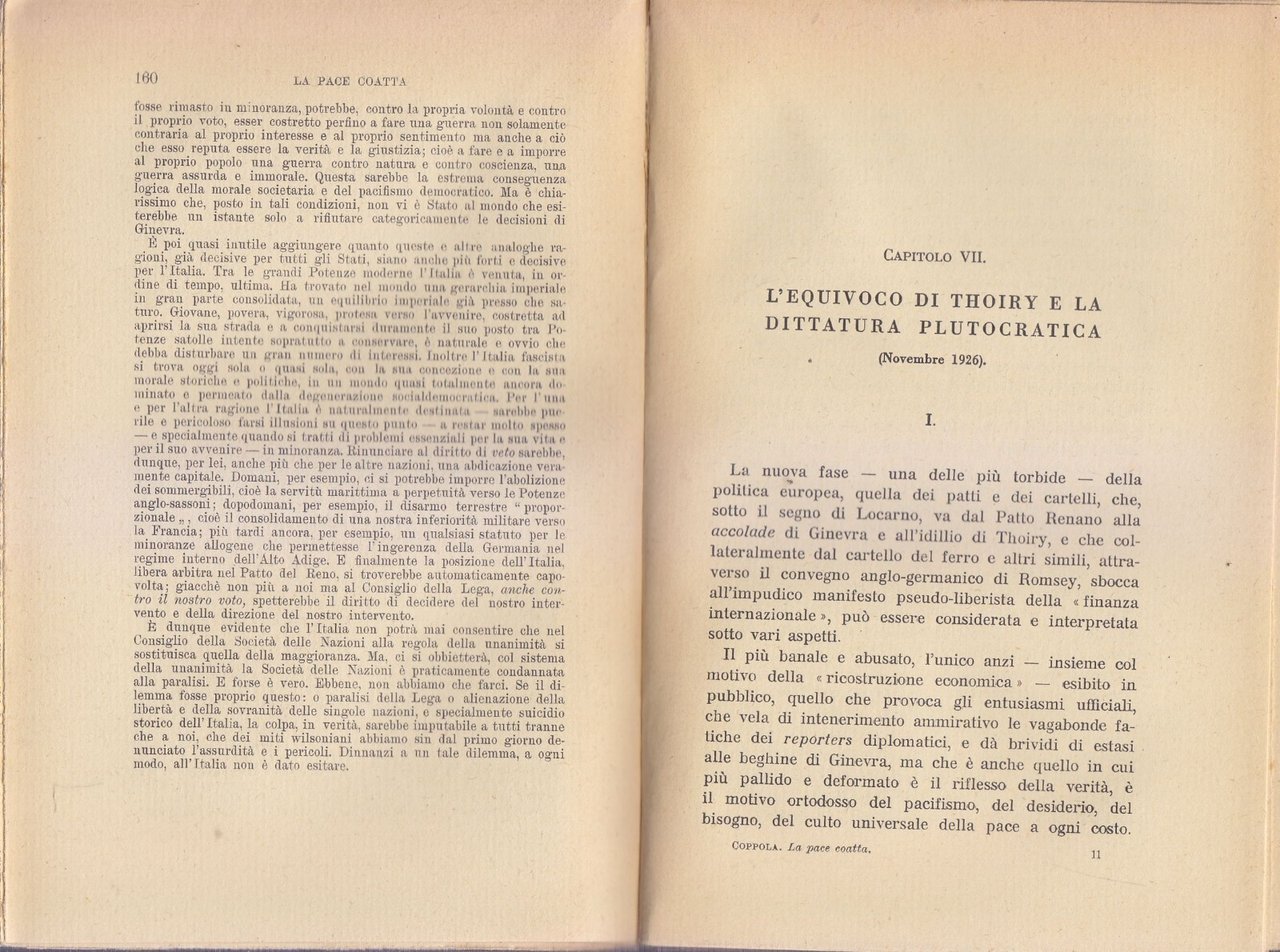 160
LA PACE COATTA
fosse rimasto in minoranza, potrebbe, contro la propria volontà e contro
il proprio voto, esser costretto perfino a fare una guerra non solamente
contraria al proprio interesse e al proprio sentimento ma anche a ciò
che esso reputa essere la verità e la giustizia; cioè a fare e a imporre
al proprio popolo una guerra contro natura e contro coscienza, una
guerra assurda e immorale. Questa sarebbe la estrema conseguenza
logica della morale societaria e del pacifismo democratico. Ma è chia-
rissimo che, posto in tali condizioni, non vi è Stato al mondo che esi-
terebbe un istante solo a rifiutare categoricamente le decisioni di
Ginevra.
È poi quasi inutile aggiungere quanto queste e altre analoghe ra-
gioni, già decisive per tutti gli Stati, siano anche più forti e decisive
per l'Italia. Tra le grandi Potenze moderne l'Italia è venuta, in or-
dine di tempo, ultima. Ha trovato nel mondo una gerarchia imperiale
in gran parte consolidata, un equilibrio imperiale già presso che sa-
turo. Giovane, povera, vigorosa, protesa verso l'avvenire, costretta ad
aprirsi la sua strada e a conquistarsi duramente il suo posto tra Po-
tenze satolle intente sopratutto a conservare, è naturale e ovvio che
debba disturbare un gran numero di interessi. Inoltre l'Italia fascista
si trova oggi sola o quasi sola, con la sua concezione e con la sua
morale storiche e politiche, in un mondo quasi totalmente ancora do-
minato e permeato dalla degenerazione socialdemocratica. Per l'una
e per l'altra ragione l'Italia è naturalmente destinata — sarebbe pue-
rile e pericoloso farsi illusioni su questo punto — a restar molto spesso
— e specialmente quando si tratti di problemi essenziali per la sua vita e
per il suo avvenire — in minoranza. Rinunciare al diritto di veto sarebbe,
dunque, per lei, anche più che per le altre nazioni, una abdicazione vera-
mente capitale. Domani, per esempio, ci si potrebbe imporre l'abolizione
dei sommergibili, cioè la servitù marittima a perpetuità verso le Potenze
anglo-sassoni; dopodomani, per esempio, il disarmo terrestre “ propor-
zionale „, cioè il consolidamento di una nostra inferiorità militare verso
la Francia; più tardi ancora, per esempio, un qualsiasi statuto per le
minoranze allogene che permettesse l'ingerenza della Germania nel
regime interno dell'Alto Adige. E finalmente la posizione dell'Italia,
libera arbitra nel Patto del Reno, si troverebbe automaticamente capo-
volta; giacchè non più a noi ma al Consiglio della Lega, anche con-
tro il nostro voto, spetterebbe il diritto di decidere del nostro inter-
vento e della direzione del nostro intervento.
È dunque evidente che l'Italia non potrà mai consentire che nel
Consiglio della Società delle Nazioni alla regola della unanimità si
sostituisca quella della maggioranza. Ma, ci si obbietterà, col sistema
della unanimità la Società delle Nazioni è praticamente condannata
alla paralisi. E forse è vero. Ebbene, non abbiamo che farci. Se il di-
lemma fosse proprio questo: o paralisi della Lega o alienazione della
libertà e della sovranità delle singole nazioni, e specialmente suicidio
storico dell'Italia, la colpa, in verità, sarebbe imputabile a tutti tranne
che a noi, che dei miti wilsoniani abbiamo sin dal primo giorno de-
nunciato l'assurdità e i pericoli. Dinnanzi a un tale dilemma, a ogni
modo, all'Italia non è dato esitare.
CAPITOLO VII.
L'EQUIVOCO DI THOIRY E LA
DITTATURA PLUTOCRATICA
(Novembre 1926).
I.
La nuova fase — una delle più torbide — della
politica europea, quella dei patti e dei cartelli, che,
sotto il segno di Locarno, va dal Patto Renano alla
accolade di Ginevra e all'idillio di Thoiry, e che col-
lateralmente dal cartello del ferro e altri simili, attra-
verso il convegno anglo-germanico di Romsey, sbocca
all'impudico manifesto pseudo-liberista della « finanza
internazionale », può essere considerata e interpretata
sotto vari aspetti.
Il più banale e abusato, l'unico anzi — insieme col
motivo della « ricostruzione economica » — esibito in
pubblico, quello che provoca gli entusiasmi ufficiali,
che vela di intenerimento ammirativo le vagabonde fa-
tiche dei reporters diplomatici, e dà brividi di estasi
alle beghine di Ginevra, ma che è anche quello in cui
più pallido e deformato è il riflesso della verità, è
il motivo ortodosso del pacifismo, del desiderio, del
bisogno, del culto universale della pace a ogni costo.
COPPOLA. La pace coatta.
11